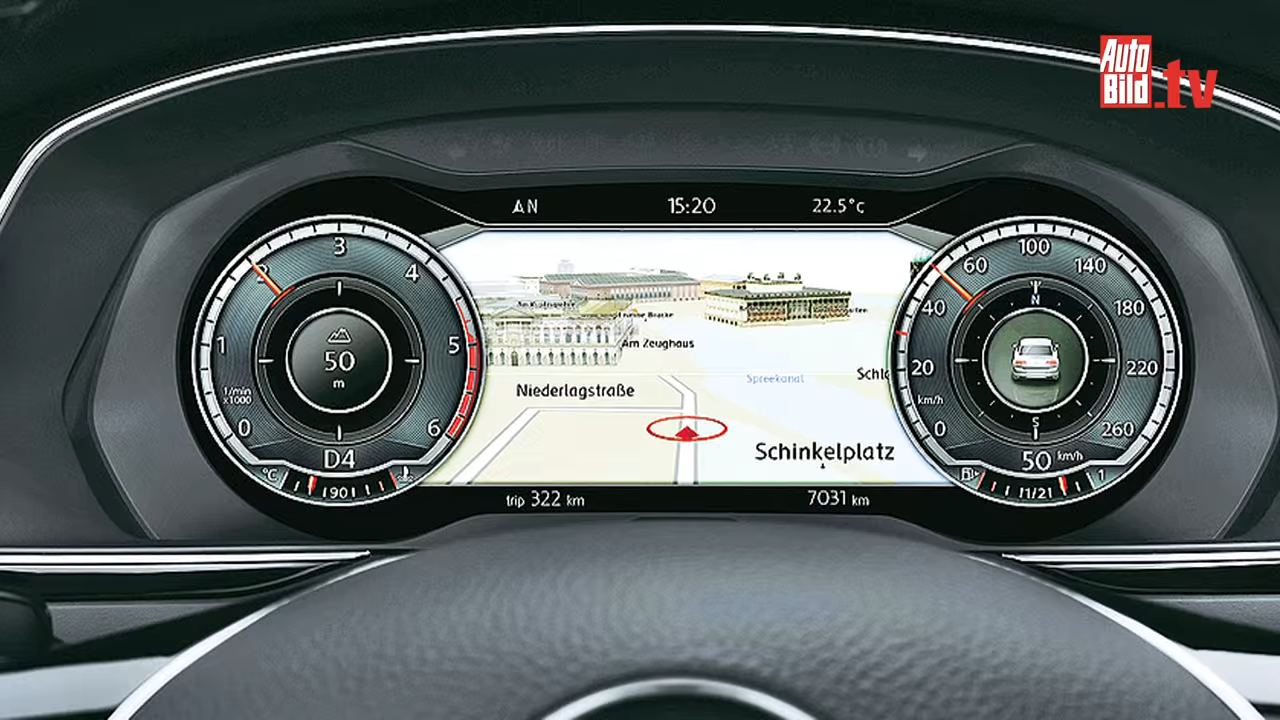 Auto
Bild
.tv
AN 15:20 22.5°C
0 1 2 3 4 5 6
1/min
x1000
50
m
D4
°C
90
Am Zeughaus
Niederlagstraße
Spreekanal
Schlo
Schinkelplatz
0 20 40 60 100 140 180 220 260
km/h
N
S
50 km/h
1/2 1
trip 322 km 7031 km